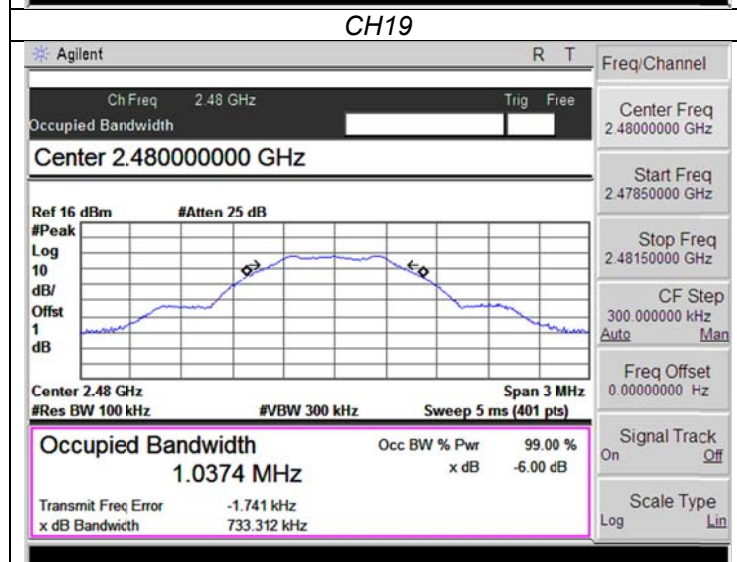 CH19
Agilent R T
Freq/Channel
Ch Freq 2.48 GHz Trig Free
Occupied Bandwidth
Center 2.480000000 GHz
Ref 16 dBm #Atten 25 dB
#Peak
Log
10
dB/
Offst
1
dB
Center 2.48 GHz Span 3 MHz
#Res BW 100 kHz #VBW 300 kHz Sweep 5 ms (401 pts)
Occupied Bandwidth Occ BW % Pwr 99.00 %
1.0374 MHz x dB -6.00 dB
Transmit Freq Error -1.741 kHz
x dB Bandwidth 733.312 kHz
Center Freq
2.48000000 GHz
Start Freq
2.47850000 GHz
Stop Freq
2.48150000 GHz
CF Step
300.000000 kHz
Auto Man
Freq Offset
0.00000000 Hz
Signal Track
On Off
Scale Type
Log Lin